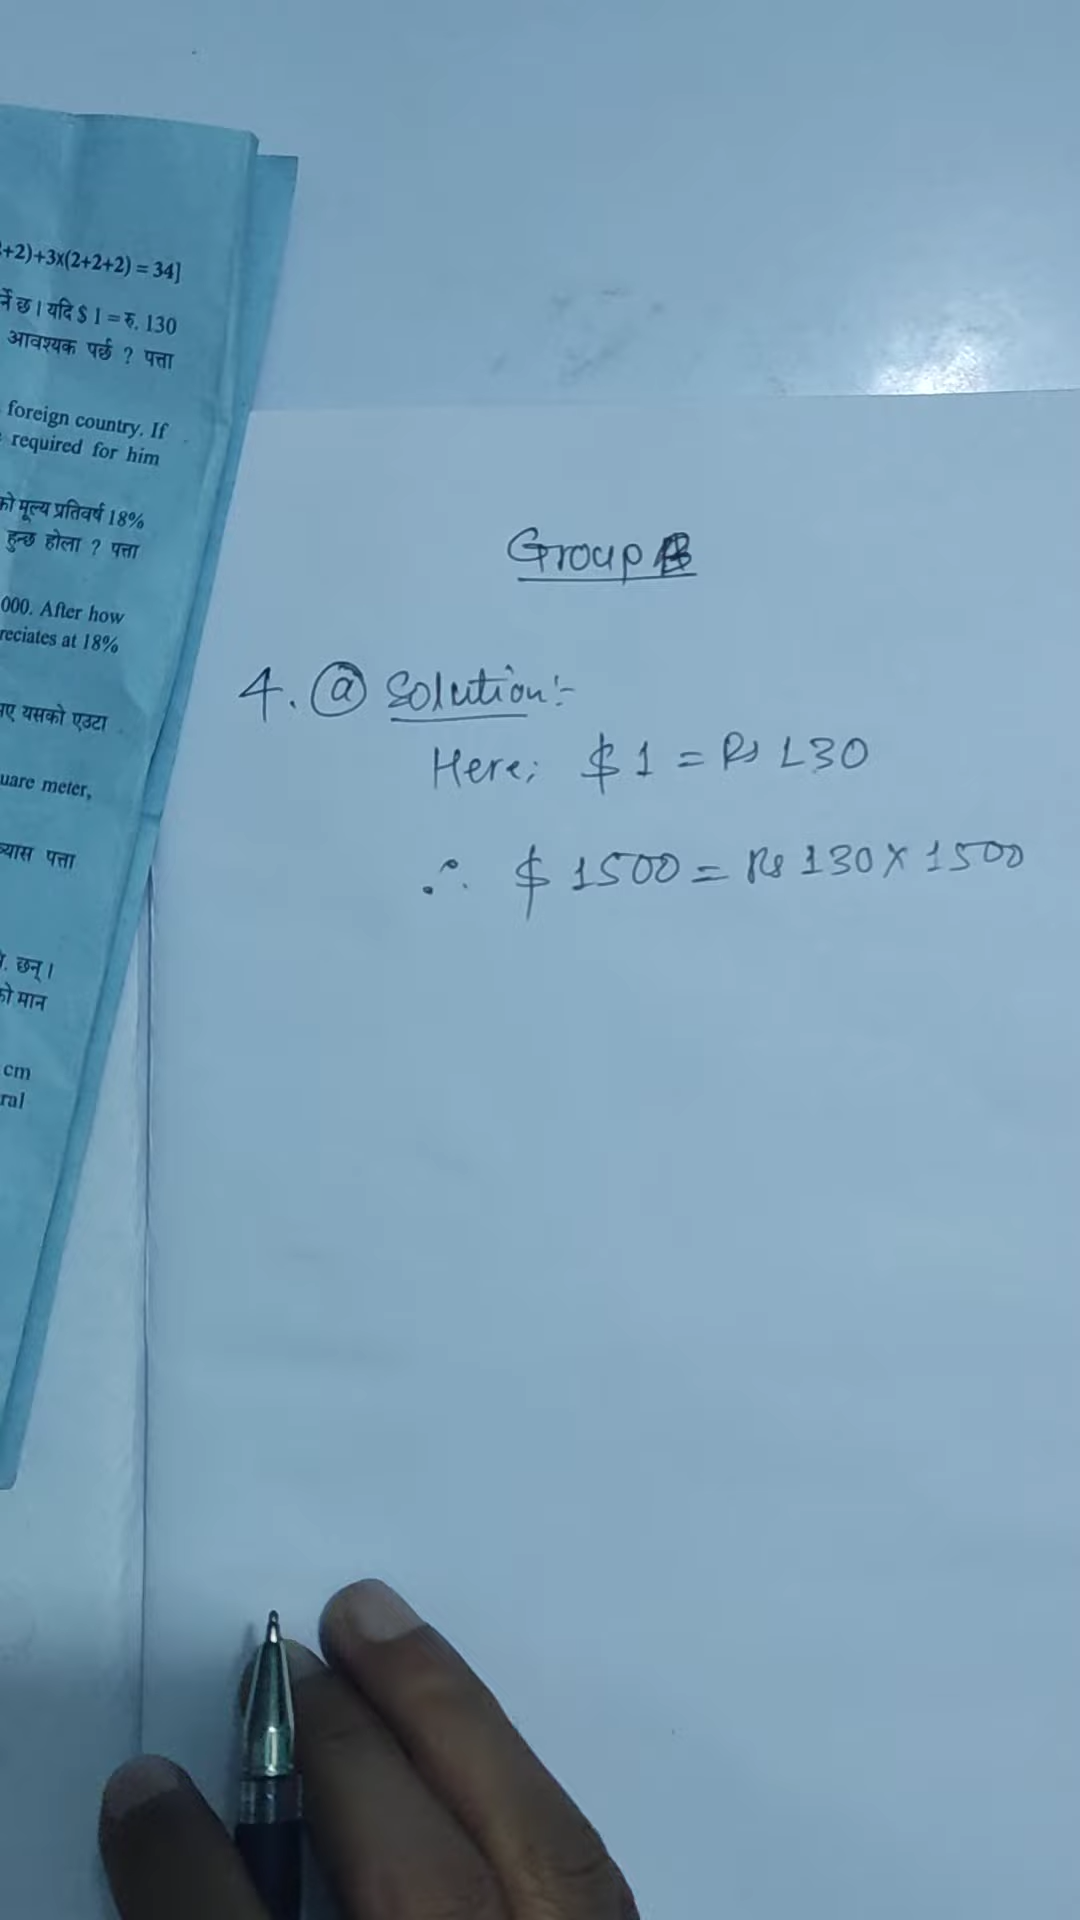 +2)+3x(2+2+2) = 34]
र्ने छ । यदि $ 1 = रु. 130
आवश्यक पर्छ ? पत्ता
foreign country. If
required for him
को मूल्य प्रतिवर्ष 18%
हुन्छ होला ? पत्ता
000. After how
reciates at 18%
यसको एउटा
uare meter,
व्यास पत्ता
छन् ।
को मान
cm
ral
Group B
4. (a) Solution:-
Here; $ 1 = Rs 130
∴ $ 1500 = Rs 130 × 1500